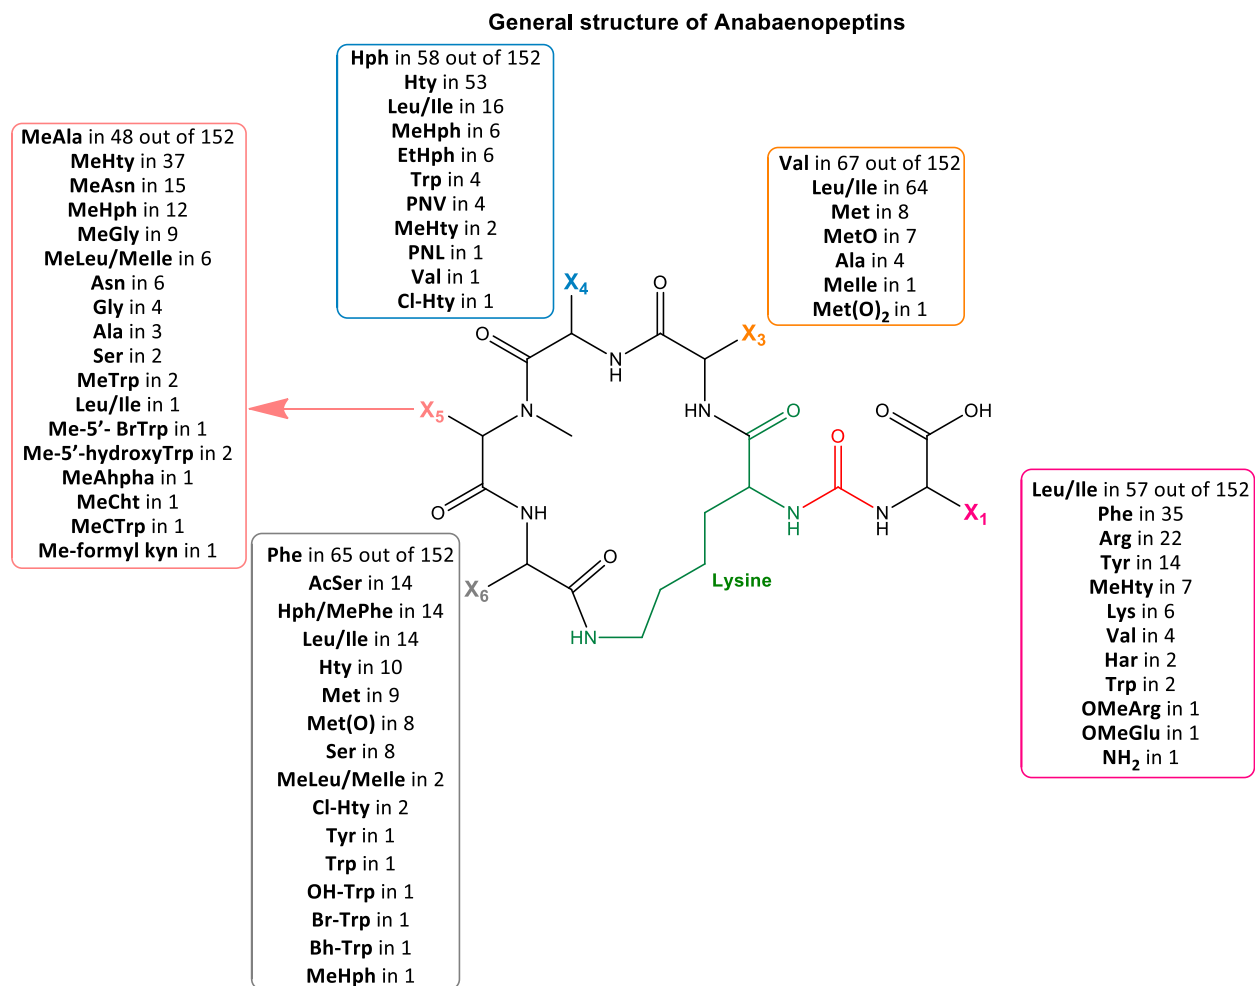 General structure of Anabaenopeptins
Hph in 58 out of 152
Hty in 53
Leu/Ile in 16
MeHph in 6
EtHph in 6
Trp in 4
PNV in 4
MeHty in 2
PNL in 1
Val in 1
Cl-Hty in 1
MeAla in 48 out of 152
MeHty in 37
MeAsn in 15
MeHph in 12
MeGly in 9
MeLeu/MeIle in 6
Asn in 6
Gly in 4
Ala in 3
Ser in 2
MeTrp in 2
Leu/Ile in 1
Me-5’- BrTrp in 1
Me-5’-hydroxyTrp in 2
MeAhpha in 1
MeCht in 1
MeCTrp in 1
Me-formyl kyn in 1
Val in 67 out of 152
Leu/Ile in 64
Met in 8
MetO in 7
Ala in 4
MeIle in 1
Met(O)2 in 1
X4
O
O
X3
N
H
X5
N
HN
O
O
OH
O
O
NH
N
H
N
H
X1
X6
O
Lysine
HN
Leu/Ile in 57 out of 152
Phe in 35
Arg in 22
Tyr in 14
MeHty in 7
Lys in 6
Val in 4
Har in 2
Trp in 2
OMeArg in 1
OMeGlu in 1
NH2 in 1
Phe in 65 out of 152
AcSer in 14
Hph/MePhe in 14
Leu/Ile in 14
Hty in 10
Met in 9
Met(O) in 8
Ser in 8
MeLeu/MeIle in 2
Cl-Hty in 2
Tyr in 1
Trp in 1
OH-Trp in 1
Br-Trp in 1
Bh-Trp in 1
MeHph in 1